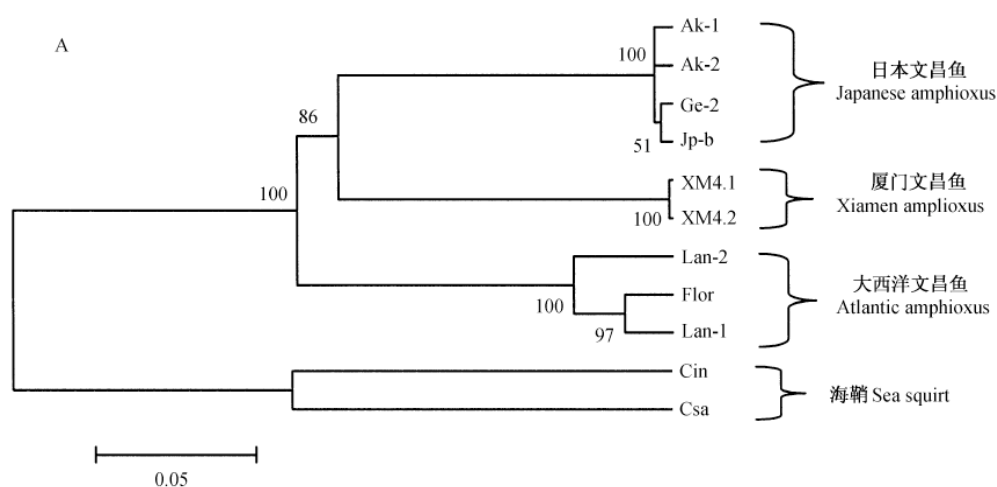 A
Ak-1
100
Ak-2
日本文昌鱼
Japanese amphioxus
86
Ge-2
51
Jp-b
100
XM4.1
厦门文昌鱼
Xiamen amplioxus
100
XM4.2
Lan-2
大西洋文昌鱼
Atlantic amphioxus
100
Flor
97
Lan-1
Cin
海鞘 Sea squirt
Csa
0.05